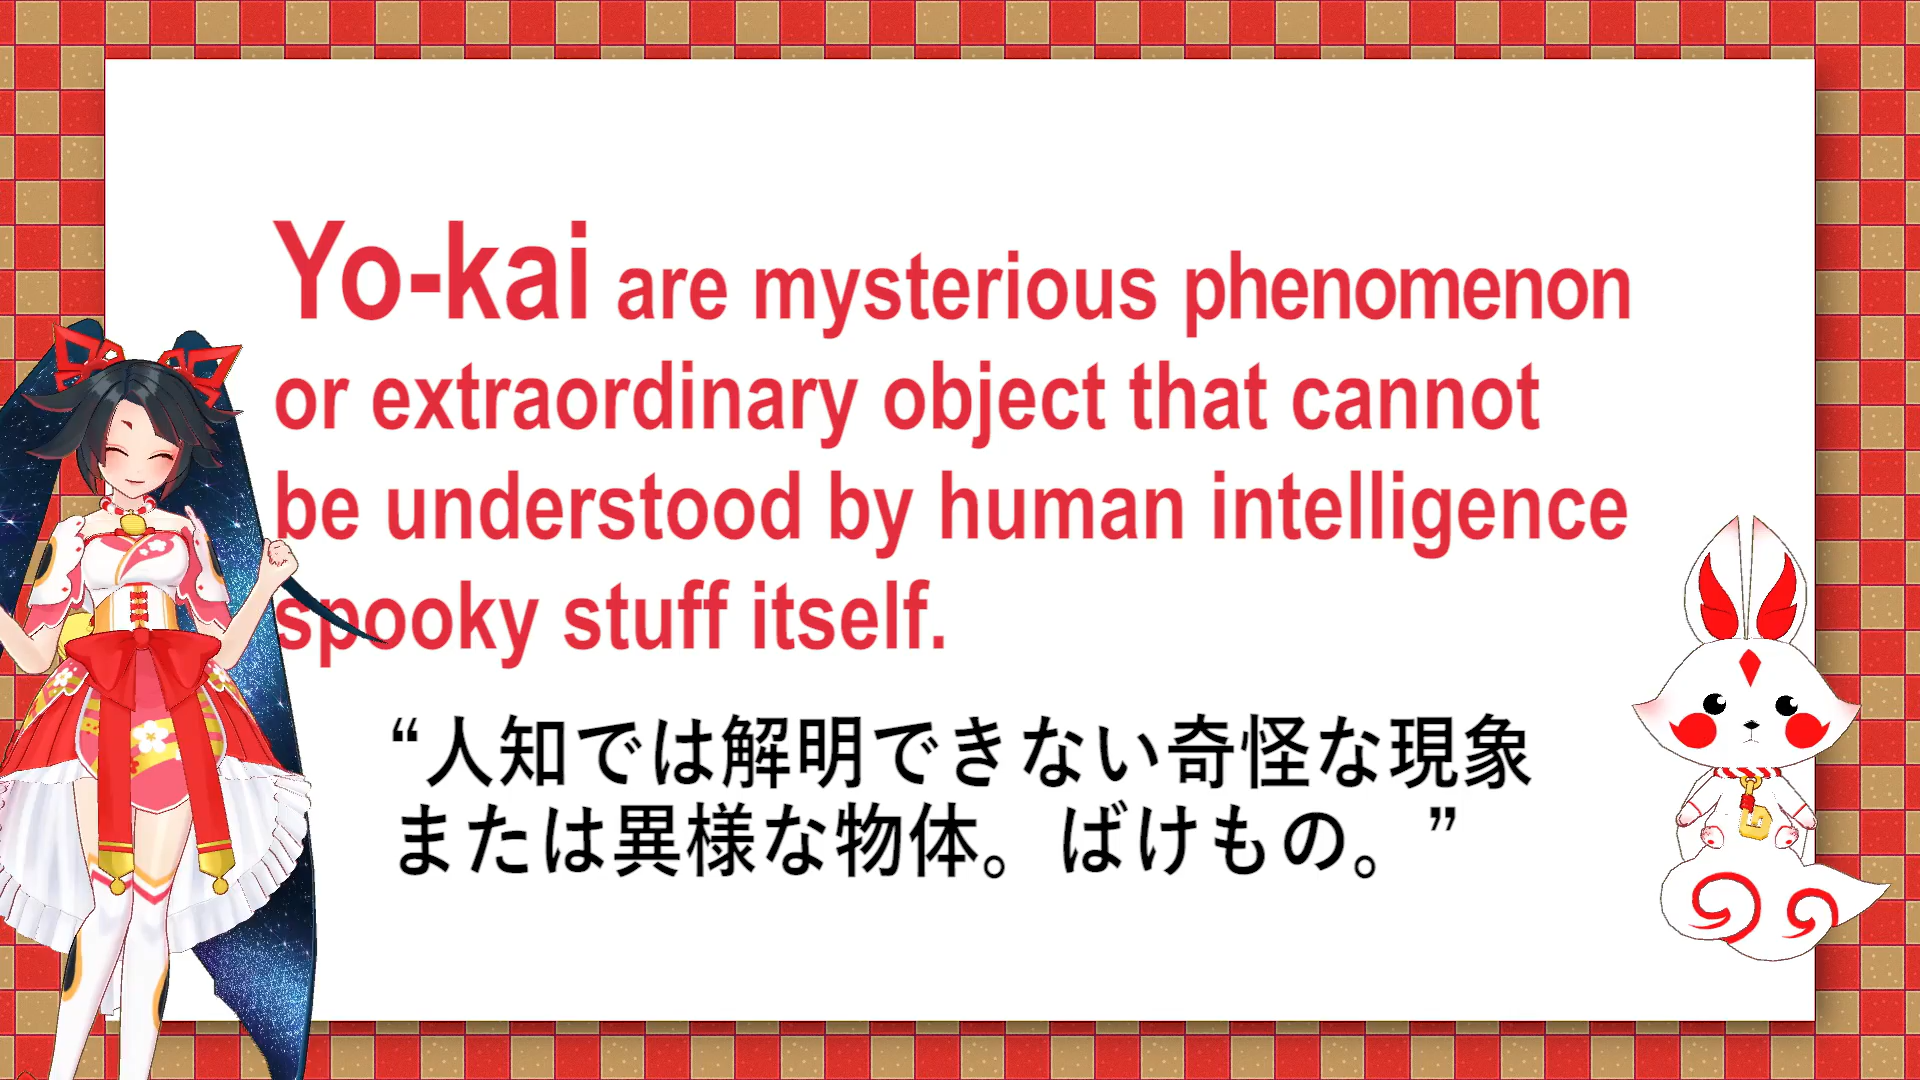 Yo-kai are mysterious phenomenon
or extraordinary object that cannot
be understood by human intelligence
spooky stuff itself.
“人知では解明できない奇怪な現象
または異様な物体。ばけもの。”